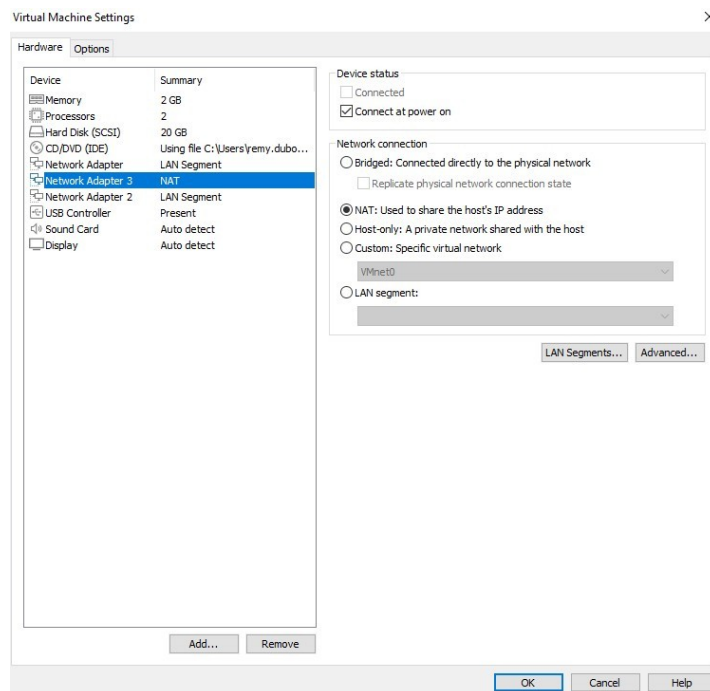 Virtual Machine Settings
Hardware Options
Device Summary
Memory 2 GB
Processors 2
Hard Disk (SCSI) 20 GB
CD/DVD (IDE) Using file C:\Users\remy.dubo...
Network Adapter LAN Segment
Network Adapter 3 NAT
Network Adapter 2 LAN Segment
USB Controller Present
Sound Card Auto detect
Display Auto detect
Add... Remove
Device status
Connected
Connect at power on
Network connection
Bridged: Connected directly to the physical network
Replicate physical network connection state
NAT: Used to share the host's IP address
Host-only: A private network shared with the host
Custom: Specific virtual network
VMnet0
LAN segment:
LAN Segments... Advanced...
OK Cancel Help